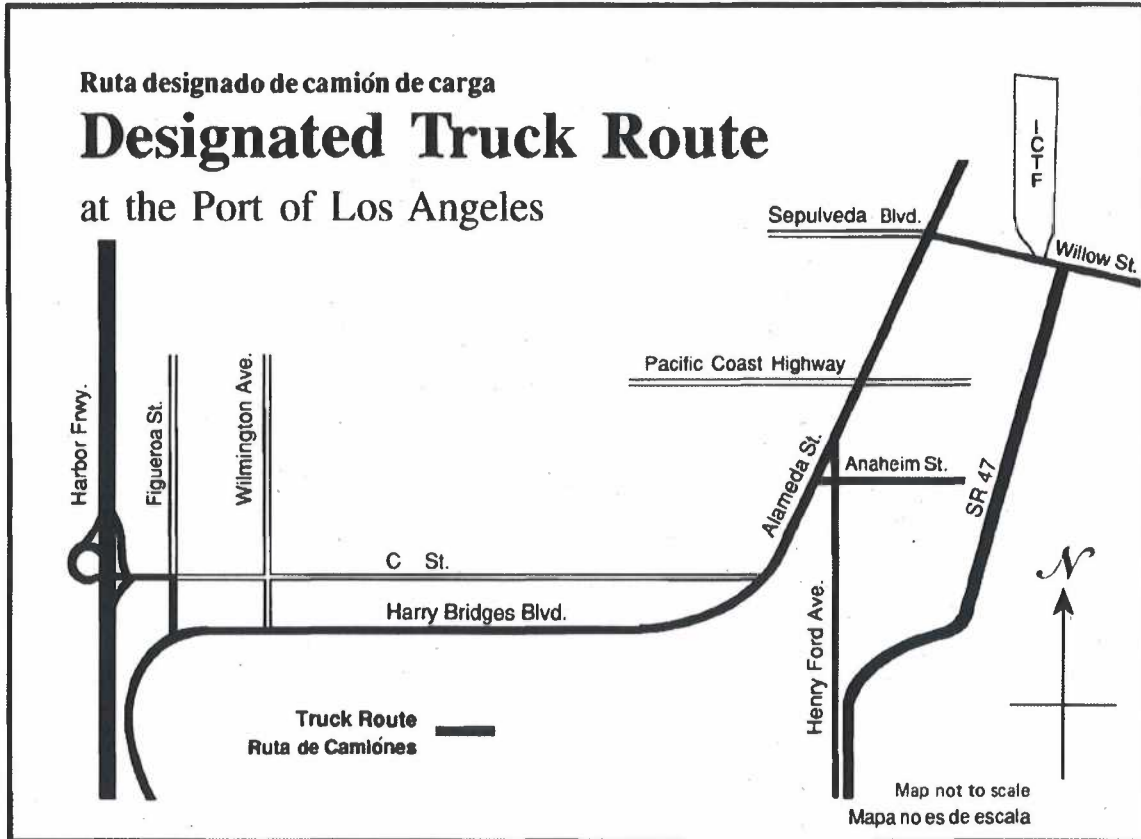 Ruta designado de camión de carga
Designated Truck Route
at the Port of Los Angeles
ICTF
Sepulveda Blvd.
Willow St.
Pacific Coast Highway
Harbor Frwy.
Figueroa St.
Wilmington Ave.
Alameda St.
Anaheim St.
SR 47
C St.
Harry Bridges Blvd.
Henry Ford Ave.
N
Truck Route
Ruta de Camiónes
Map not to scale
Mapa no es de escala